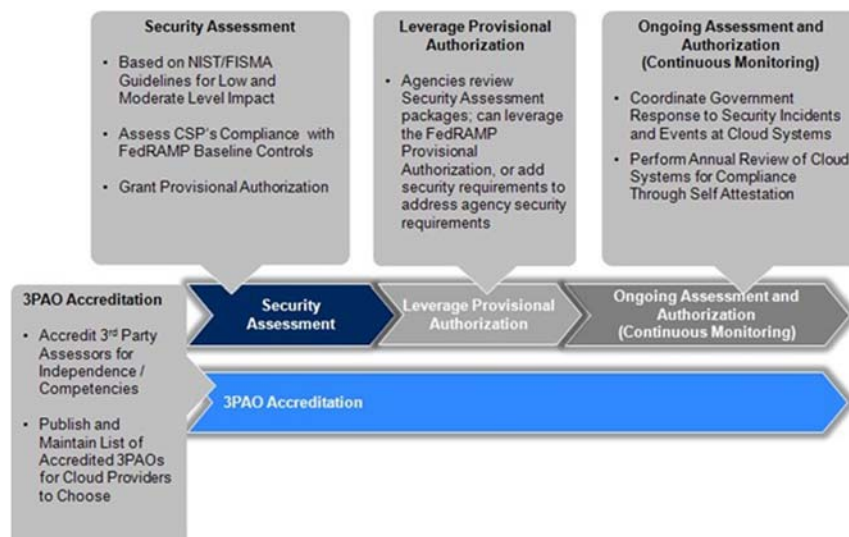 Security Assessment
• Based on NIST/FISMA
Guidelines for Low and
Moderate Level Impact
• Assess CSP's Compliance with
FedRAMP Baseline Controls
• Grant Provisional Authorization
Leverage Provisional
Authorization
• Agencies review
Security Assessment
packages; can leverage
the FedRAMP
Provisional
Authorization, or add
security requirements to
address agency security
requirements
Ongoing Assessment and
Authorization
(Continuous Monitoring)
• Coordinate Government
Response to Security Incidents
and Events at Cloud Systems
• Perform Annual Review of Cloud
Systems for Compliance
Through Self Attestation
3PAO Accreditation
• Accredit 3rd Party
Assessors for
Independence /
Competencies
• Publish and
Maintain List of
Accredited 3PAOs
for Cloud Providers
to Choose
Security
Assessment
Leverage Provisional
Authorization
Ongoing Assessment and
Authorization
(Continuous Monitoring)
3PAO Accreditation